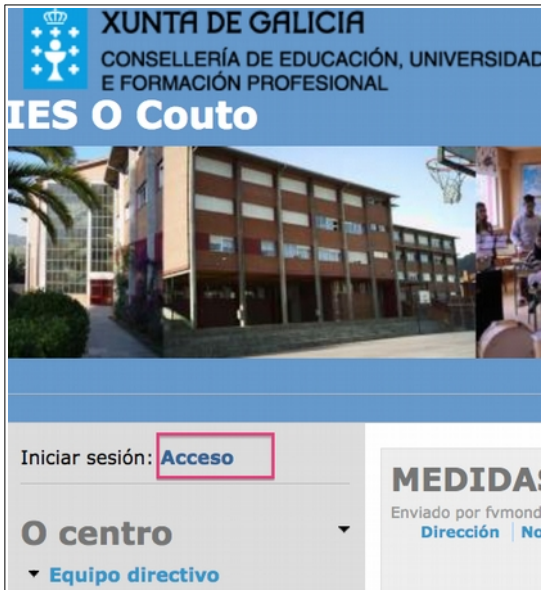 XUNTA DE GALICIA
CONSELLERÍA DE EDUCACIÓN, UNIVERSIDAD
E FORMACIÓN PROFESIONAL
IES O Couto
Iniciar sesión: Acceso
MEDIDAS
Enviado por fvmond
Dirección No
O centro
Equipo directivo